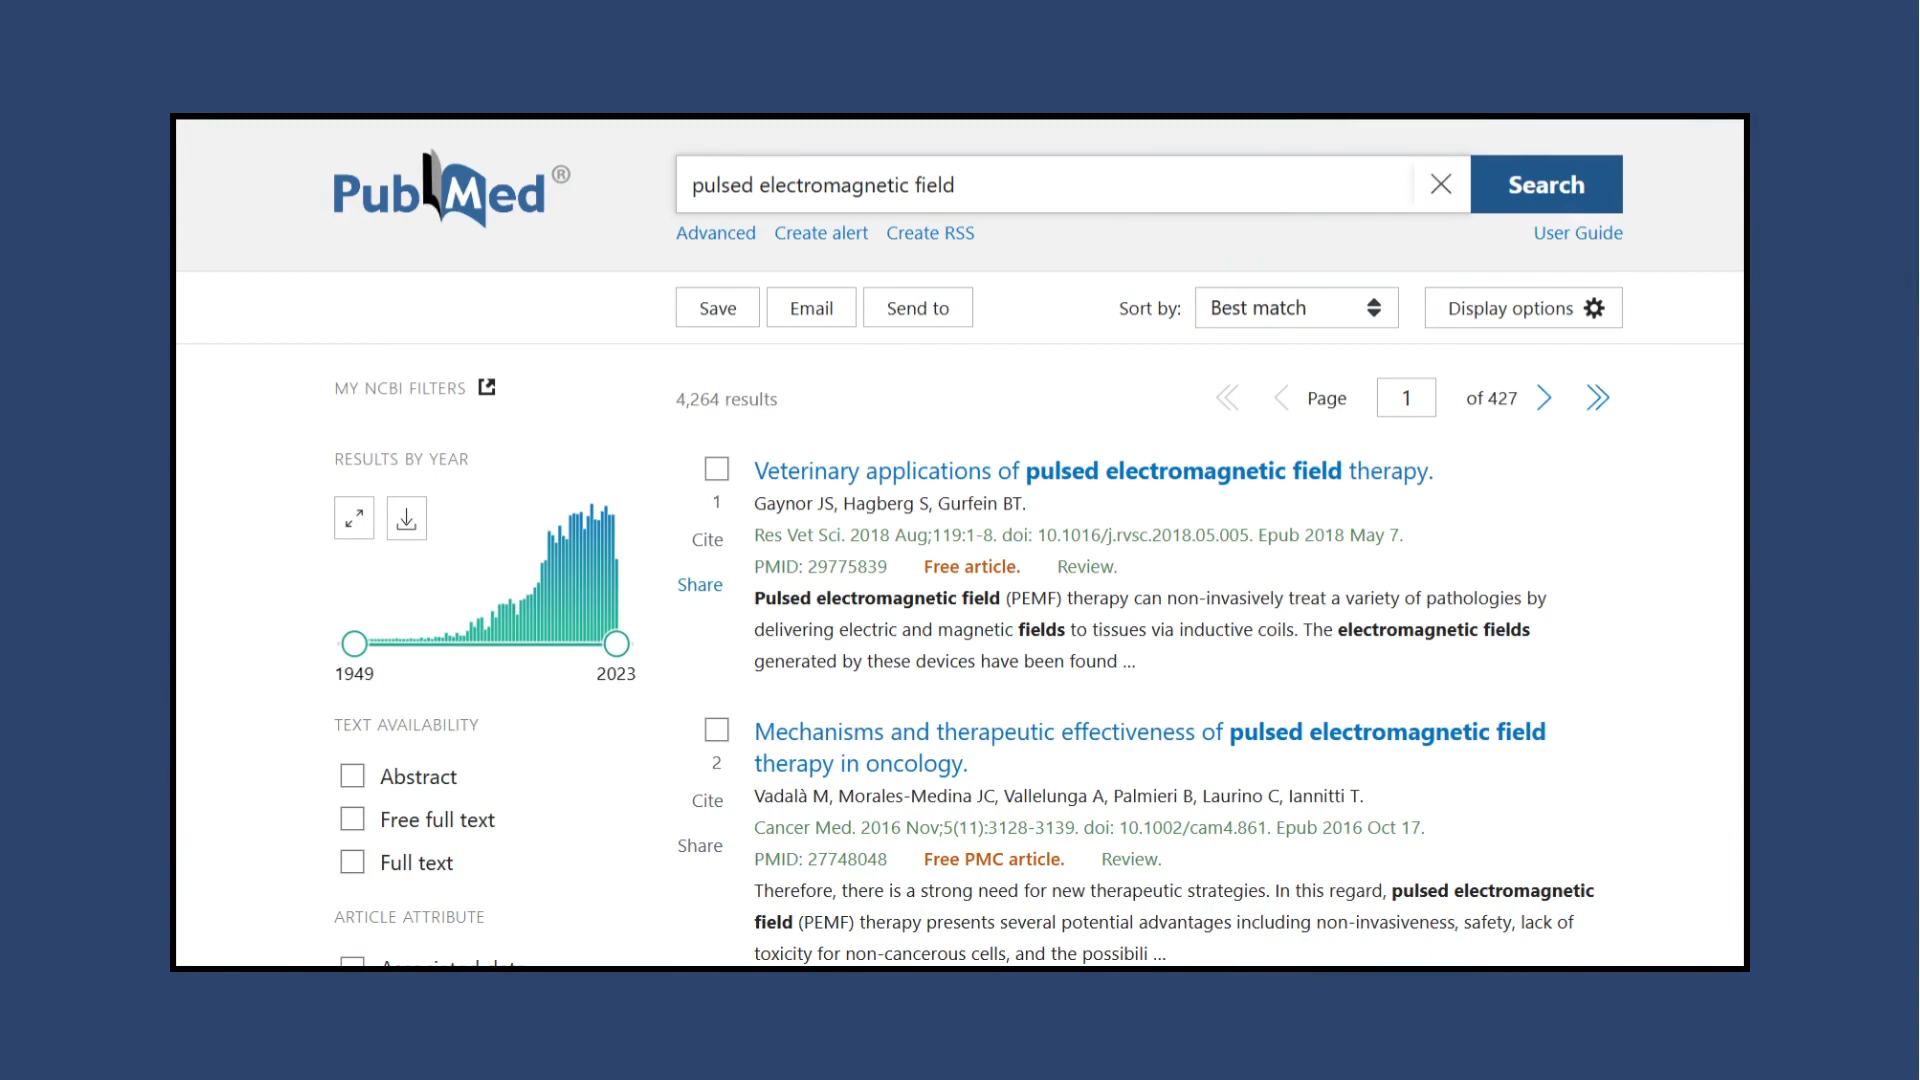 PubMed®
pulsed electromagnetic field
Search
Advanced Create alert Create RSS
User Guide
Save Email Send to
Sort by: Best match Display options
MY NCBI FILTERS
4,264 results
Page 1 of 427
RESULTS BY YEAR
1949 2023
TEXT AVAILABILITY
Abstract
Free full text
Full text
ARTICLE ATTRIBUTE
1
Cite
Share
Veterinary applications of pulsed electromagnetic field therapy.
Gaynor JS, Hagberg S, Gurfein BT.
Res Vet Sci. 2018 Aug;119:1-8. doi: 10.1016/j.rvsc.2018.05.005. Epub 2018 May 7.
PMID: 29775839 Free article. Review.
Pulsed electromagnetic field (PEMF) therapy can non-invasively treat a variety of pathologies by
delivering electric and magnetic fields to tissues via inductive coils. The electromagnetic fields
generated by these devices have been found ...
2
Cite
Share
Mechanisms and therapeutic effectiveness of pulsed electromagnetic field
therapy in oncology.
Vadalà M, Morales-Medina JC, Vallelunga A, Palmieri B, Laurino C, Iannitti T.
Cancer Med. 2016 Nov;5(11):3128-3139. doi: 10.1002/cam4.861. Epub 2016 Oct 17.
PMID: 27748048 Free PMC article. Review.
Therefore, there is a strong need for new therapeutic strategies. In this regard, pulsed electromagnetic
field (PEMF) therapy presents several potential advantages including non-invasiveness, safety, lack of
toxicity for non-cancerous cells, and the possibili ...